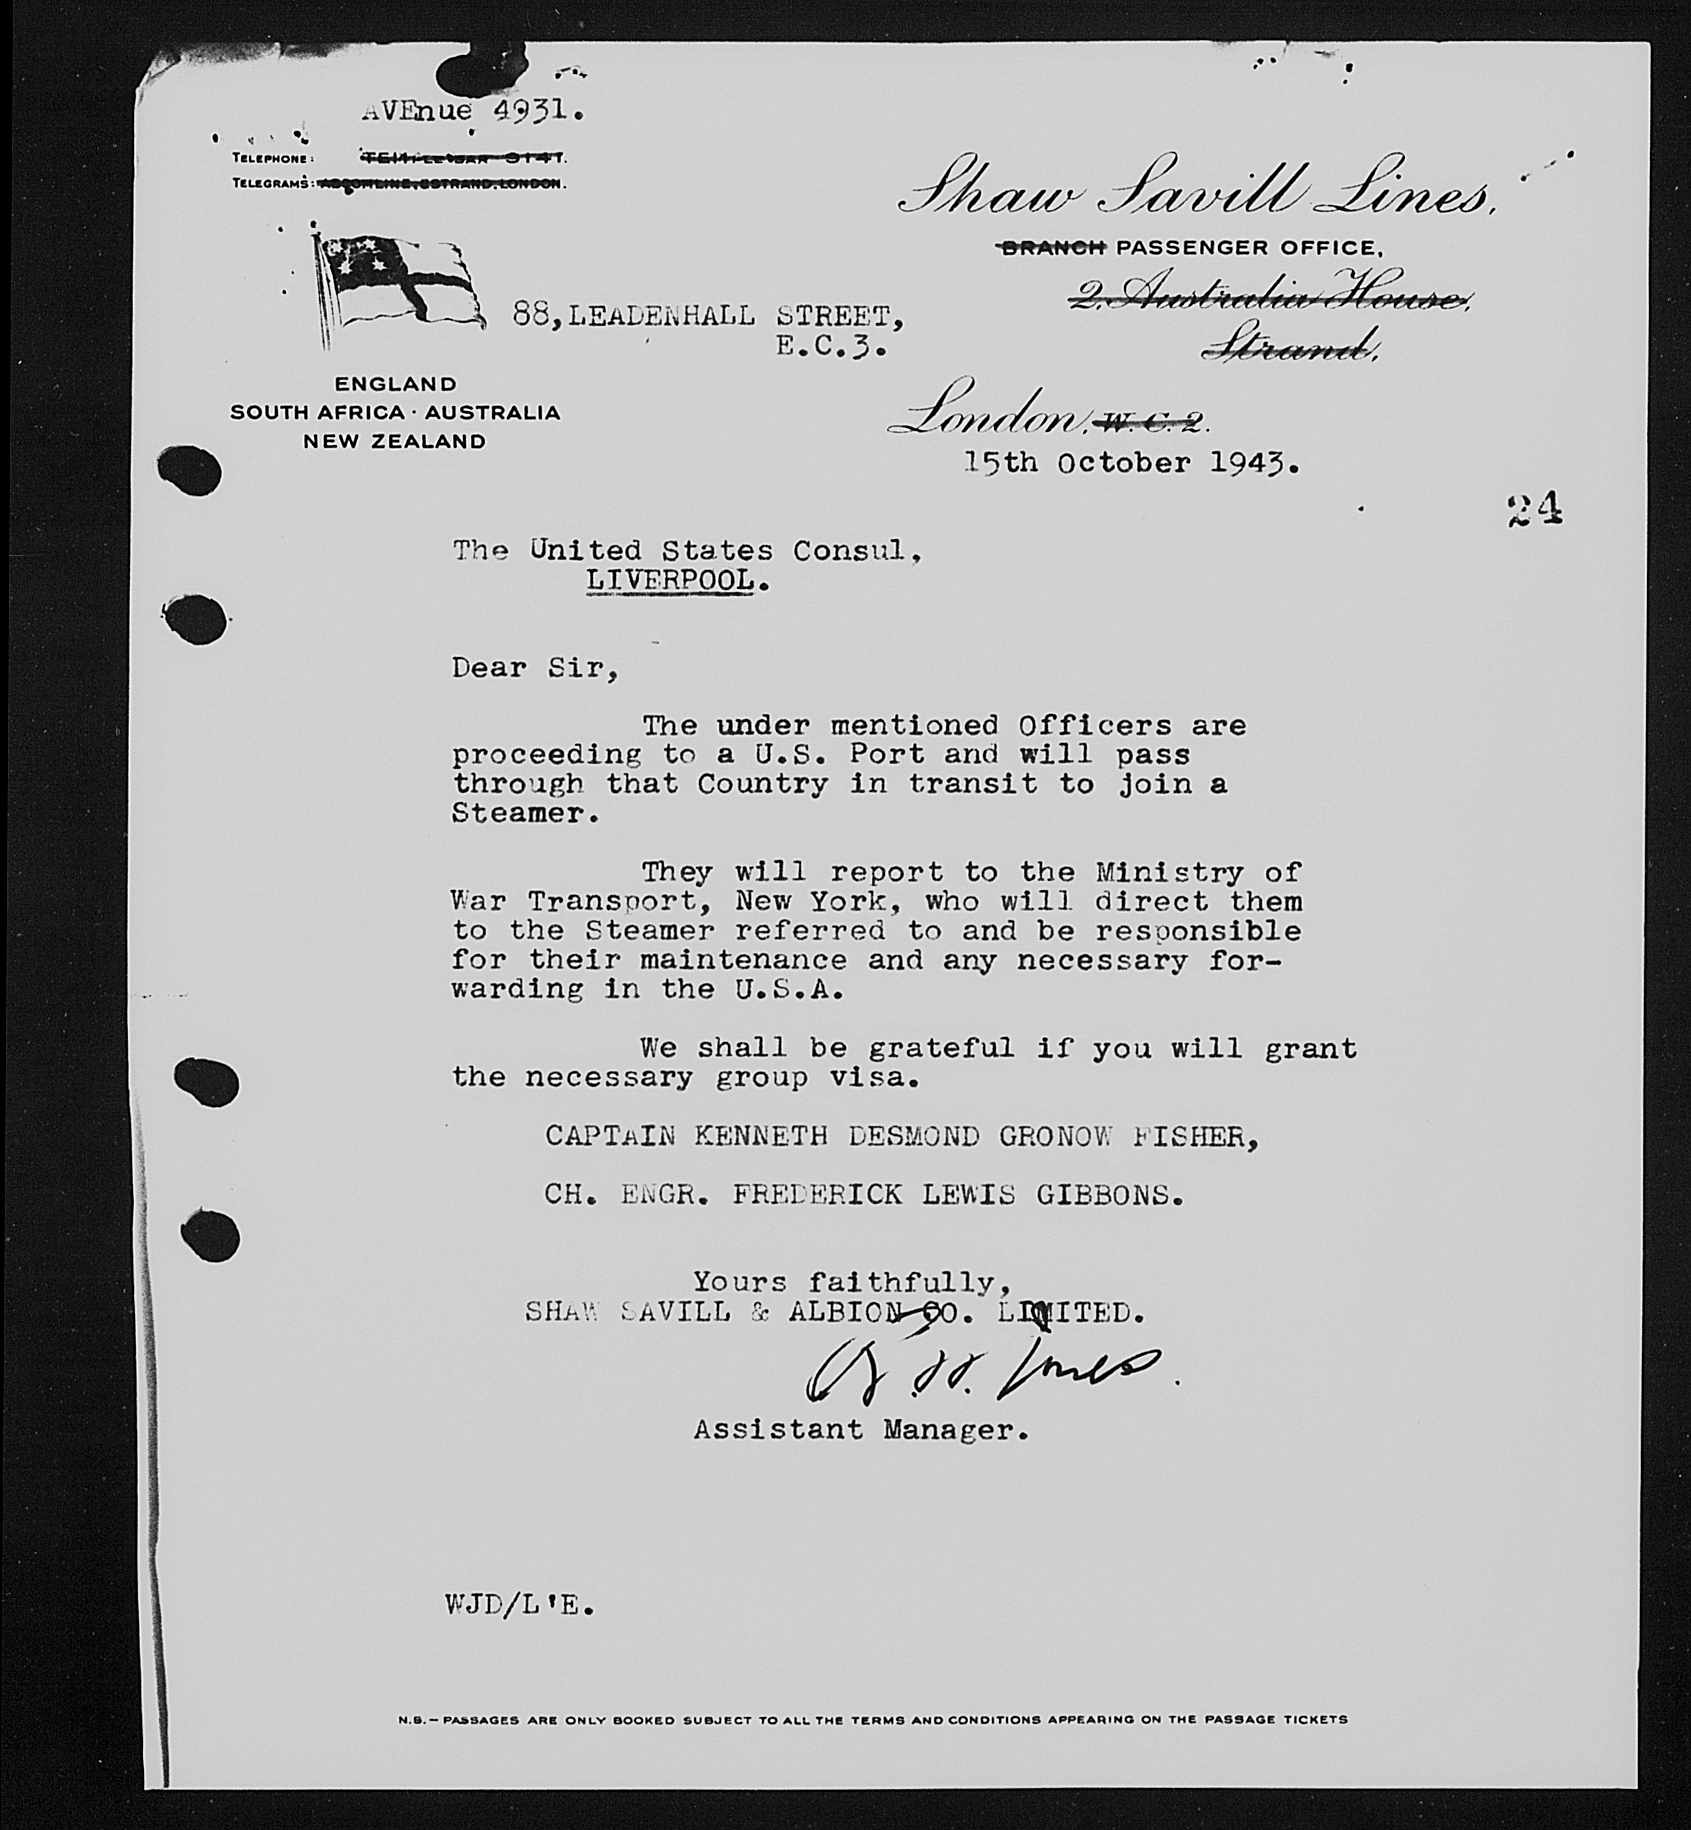 AVEnue 4931.
TELEPHONE: TEMPLE BAR 9141.
TELEGRAMS:
Shaw Savill Lines,
BRANCH PASSENGER OFFICE,
2, Australia House,
Strand,
88, LEADENHALL STREET,
E.C.3.
ENGLAND
SOUTH AFRICA · AUSTRALIA
NEW ZEALAND
London, W.C.2.
15th October 1943.
24
The United States Consul,
LIVERPOOL.
Dear Sir,
The under mentioned Officers are
proceeding to a U.S. Port and will pass
through that Country in transit to join a
Steamer.
They will report to the Ministry of
War Transport, New York, who will direct them
to the Steamer referred to and be responsible
for their maintenance and any necessary for-
warding in the U.S.A.
We shall be grateful if you will grant
the necessary group visa.
CAPTAIN KENNETH DESMOND GRONOW FISHER,
CH. ENGR. FREDERICK LEWIS GIBBONS.
Yours faithfully,
SHAW SAVILL & ALBION CO. LIMITED.
Jones.
Assistant Manager.
WJD/L'E.
N.B.— PASSAGES ARE ONLY BOOKED SUBJECT TO ALL THE TERMS AND CONDITIONS APPEARING ON THE PASSAGE TICKETS